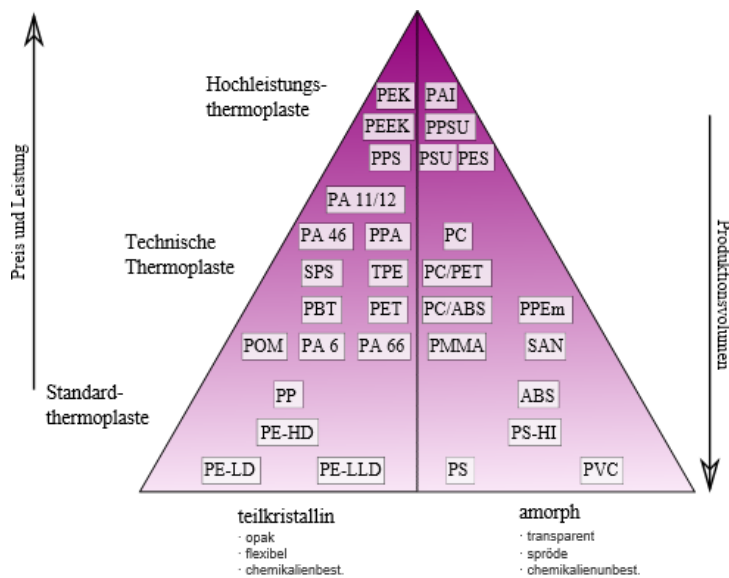 Hochleistungs-
thermoplaste
PEK PAI
PEEK PPSU
PPS PSU PES
PA 11/12
Technische
Thermoplaste
PA 46 PPA PC
SPS TPE PC/PET
PBT PET PC/ABS PPEm
POM PA 6 PA 66 PMMA SAN
Standard-
thermoplaste
PP ABS
PE-HD PS-HI
PE-LD PE-LLD PS PVC
Preis und Leistung
Produktionsvolumen
teilkristallin
· opak
· flexibel
· chemikalienbest.
amorph
· transparent
· spröde
· chemikalienunbest.